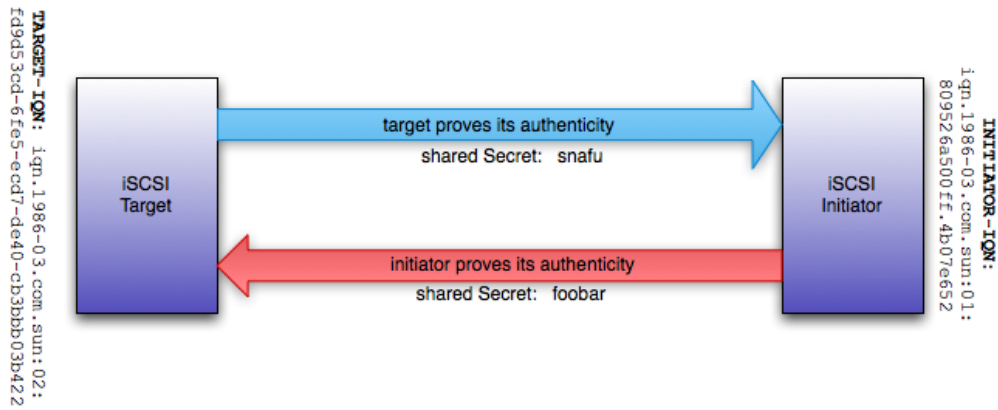 TARGET-IQN: iqn.1986-03.com.sun:02:
fd9d53cd-6fe5-ecd7-de40-cb3bbb03b422
iSCSI
Target
target proves its authenticity
shared Secret: snafu
initiator proves its authenticity
shared Secret: foobar
iSCSI
Initiator
INITIATOR-IQN:
iqn.1986-03.com.sun:01:
809526a500ff.4b07e652